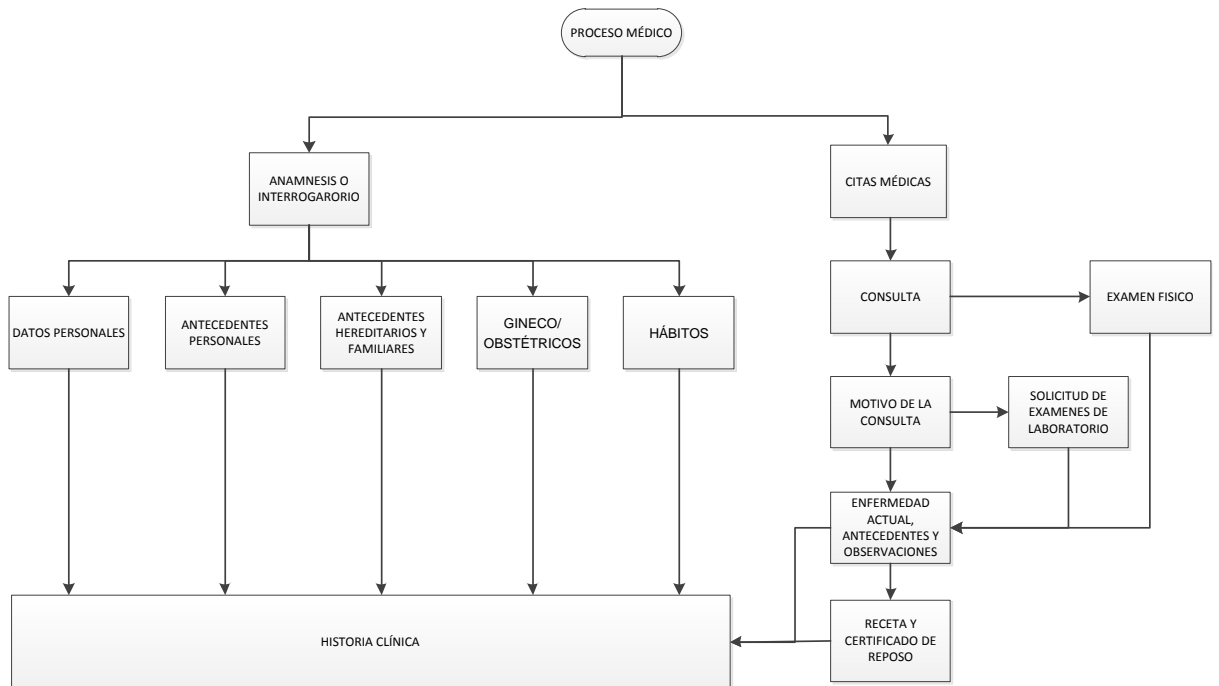 PROCESO MÉDICO
ANAMNESIS O
INTERROGARORIO
CITAS MÉDICAS
CONSULTA
EXAMEN FISICO
DATOS PERSONALES
ANTECEDENTES
PERSONALES
ANTECEDENTES
HEREDITARIOS Y
FAMILIARES
GINECO/
OBSTÉTRICOS
HÁBITOS
MOTIVO DE LA
CONSULTA
SOLICITUD DE
EXAMENES DE
LABORATORIO
ENFERMEDAD
ACTUAL,
ANTECEDENTES Y
OBSERVACIONES
HISTORIA CLÍNICA
RECETA Y
CERTIFICADO DE
REPOSO